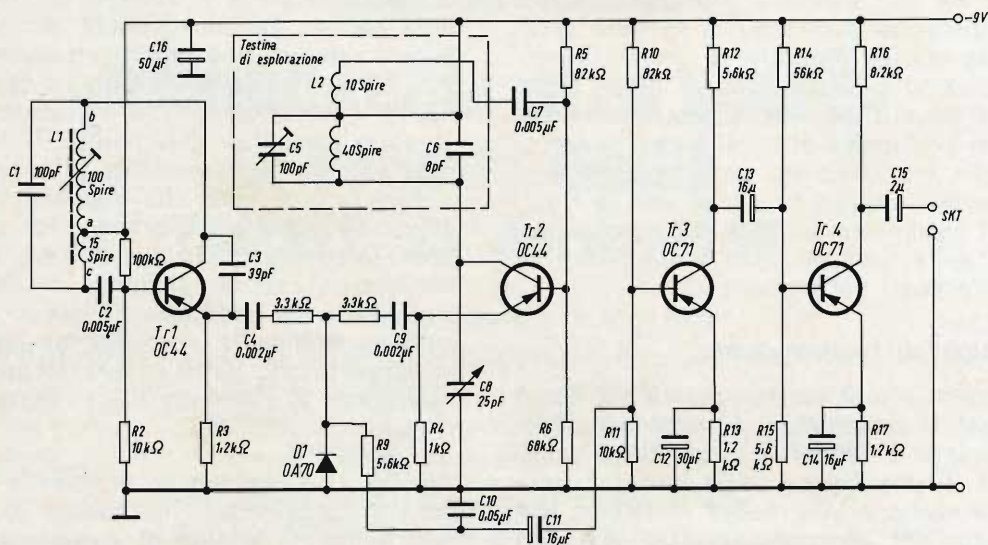 -9V
C16
50µF
Testina
di esplorazione
L2
10 Spire
C5
100pF
40 Spire
C6
8pF
C7
0,005µF
R5
82kΩ
R10
82kΩ
R12
5,6kΩ
R14
56kΩ
R16
8,2kΩ
C13
16µ
C15
2µ
SKT
C1
100pF
L1
b
100
Spire
a
15
Spire
c
100kΩ
C2
0,005µF
Tr1
OC44
C3
39pF
C4
0,002µF
3,3kΩ
3,3kΩ
C9
0,002µF
Tr2
OC44
Tr3
OC71
Tr4
OC71
C8
25pF
R2
10kΩ
R3
1,2kΩ
D1
OA70
R9
5,6kΩ
R4
1kΩ
R6
68kΩ
R11
10kΩ
C12
30µF
R13
1,2
kΩ
R15
5,6
kΩ
C14
16µF
R17
1,2kΩ
C10
0,05µF
C11
16µF